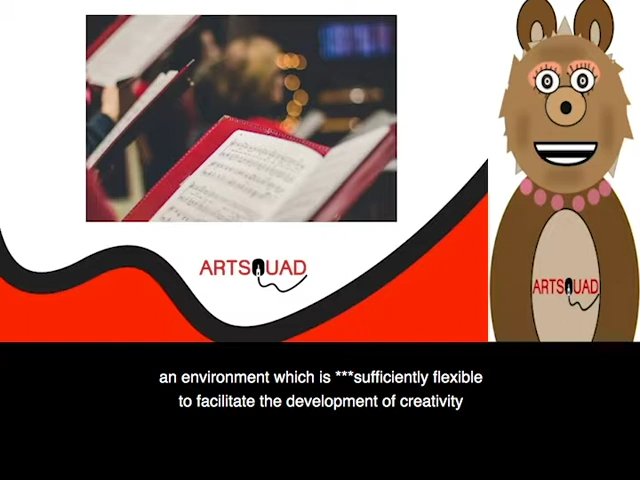 ARTSQUAD
ARTSQUAD
an environment which is ***sufficiently flexible
to facilitate the development of creativity